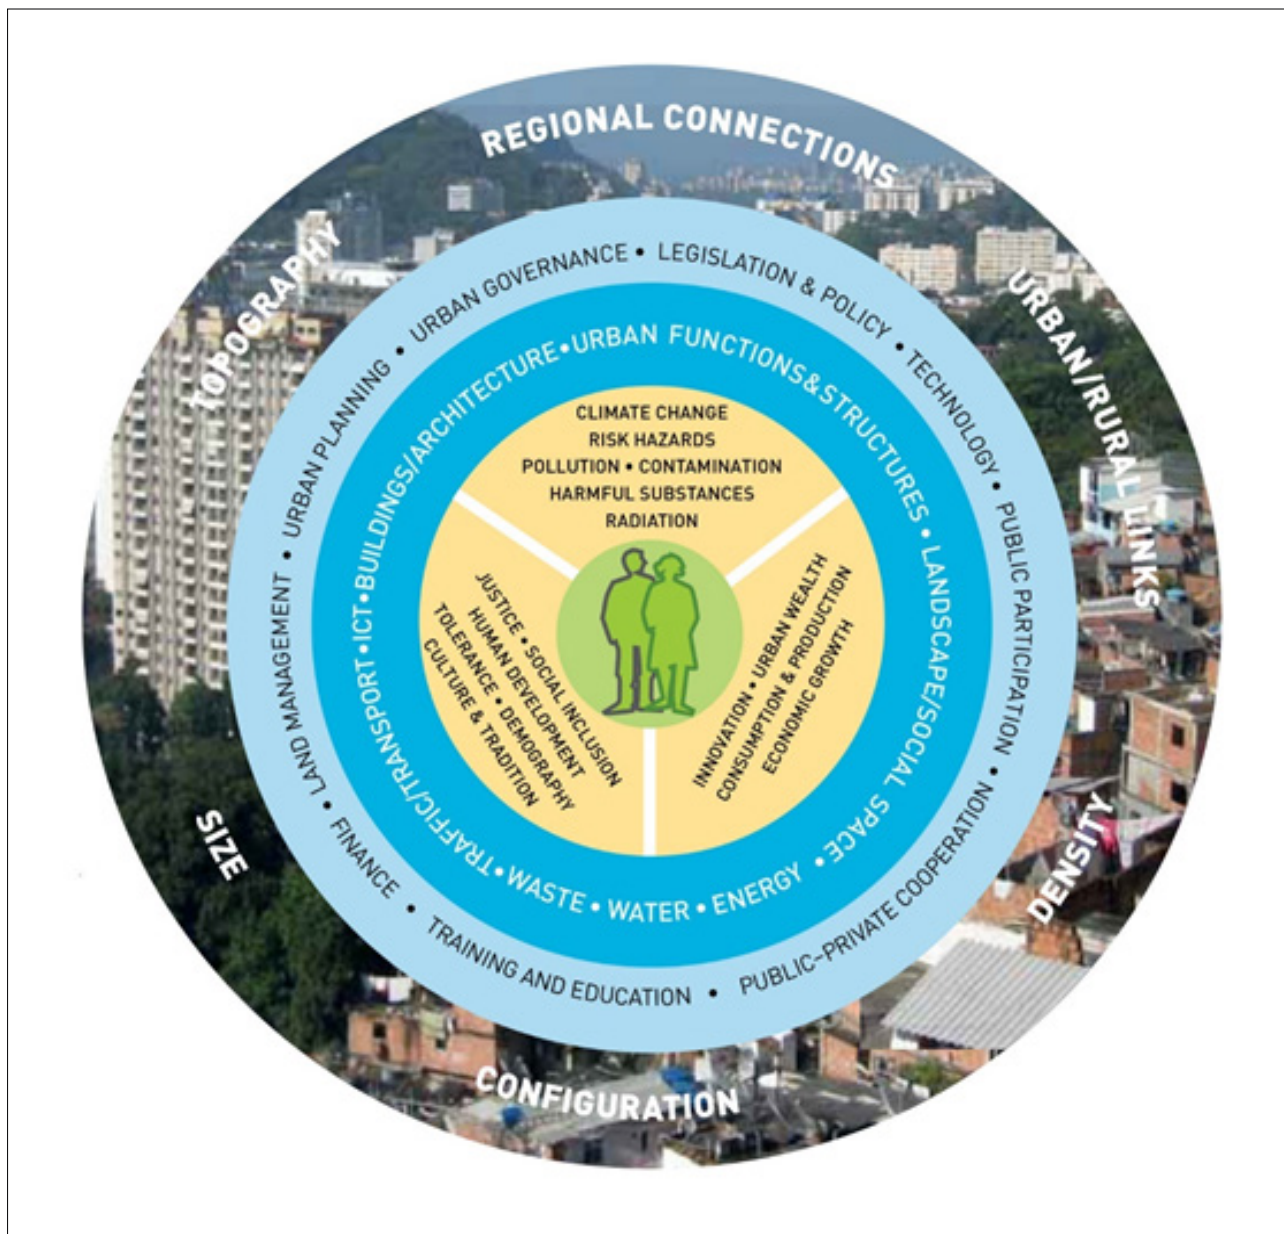 REGIONAL CONNECTIONS
URBAN/RURAL LINKS
DENSITY
CONFIGURATION
SIZE
TOPOGRAPHY
URBAN GOVERNANCE • LEGISLATION & POLICY • TECHNOLOGY • PUBLIC PARTICIPATION • PUBLIC-PRIVATE COOPERATION • TRAINING AND EDUCATION • FINANCE • LAND MANAGEMENT • URBAN PLANNING •
URBAN FUNCTIONS&STRUCTURES • LANDSCAPE/SOCIAL SPACE • ENERGY • WATER • WASTE • TRAFFIC/TRANSPORT • ICT • BUILDINGS/ARCHITECTURE •
CLIMATE CHANGE
RISK HAZARDS
POLLUTION • CONTAMINATION
HARMFUL SUBSTANCES
RADIATION
INNOVATION • URBAN WEALTH
CONSUMPTION & PRODUCTION
ECONOMIC GROWTH
JUSTICE • SOCIAL INCLUSION
HUMAN DEVELOPMENT
TOLERANCE • DEMOGRAPHY
CULTURE & TRADITION